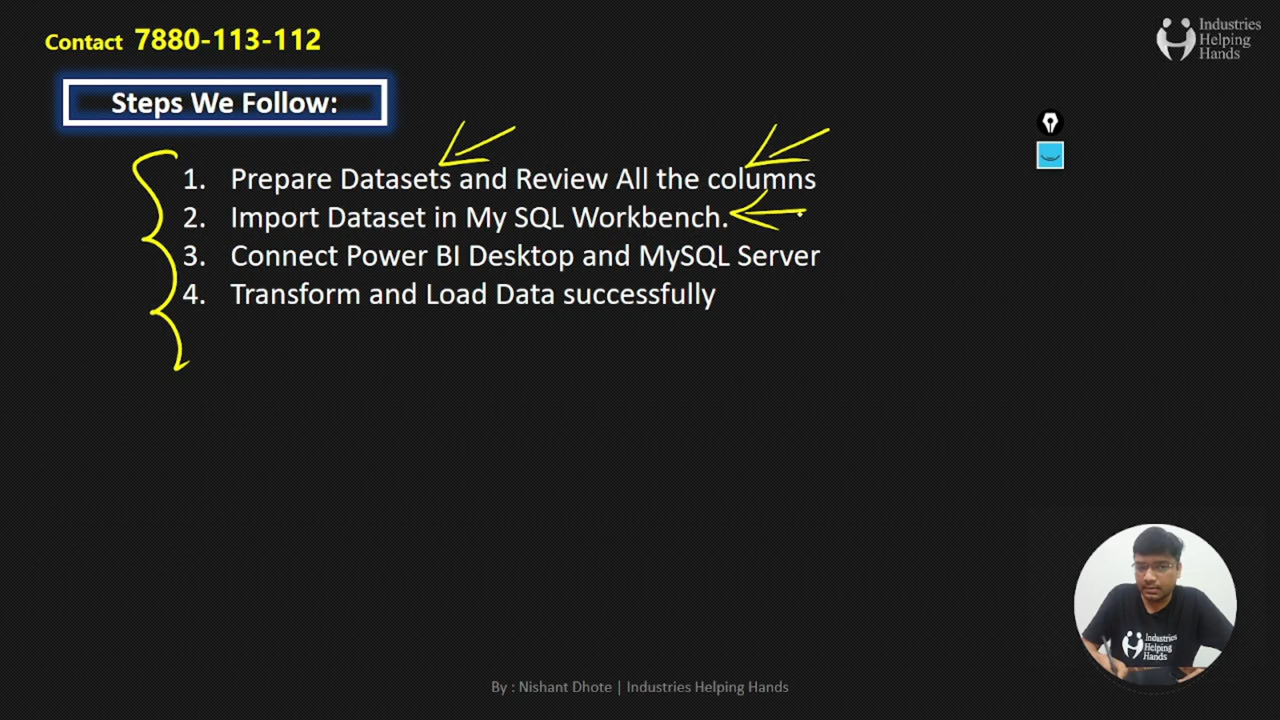 Contact 7880-113-112
Industries
Helping
Hands
Steps We Follow:
1. Prepare Datasets and Review All the columns
2. Import Dataset in My SQL Workbench.
3. Connect Power BI Desktop and MySQL Server
4. Transform and Load Data successfully
Industries
Helping
Hands
By : Nishant Dhote | Industries Helping Hands